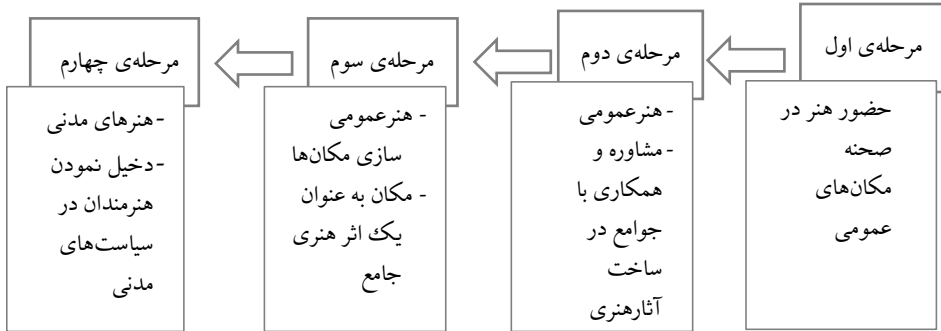 مرحله‌ی اول
حضور هنر در
صحنه
مکان‌های
عمومی
مرحله‌ی دوم
-هنرعمومی
-مشاوره و
همکاری با
جوامع در
ساخت
آثارهنری
مرحله‌ی سوم
- هنرعمومی
سازی مکان‌ها
- مکان به عنوان
یک اثر هنری
جامع
مرحله‌ی چهارم
-هنرهای مدنی
-دخیل نمودن
هنرمندان در
سیاست‌های
مدنی